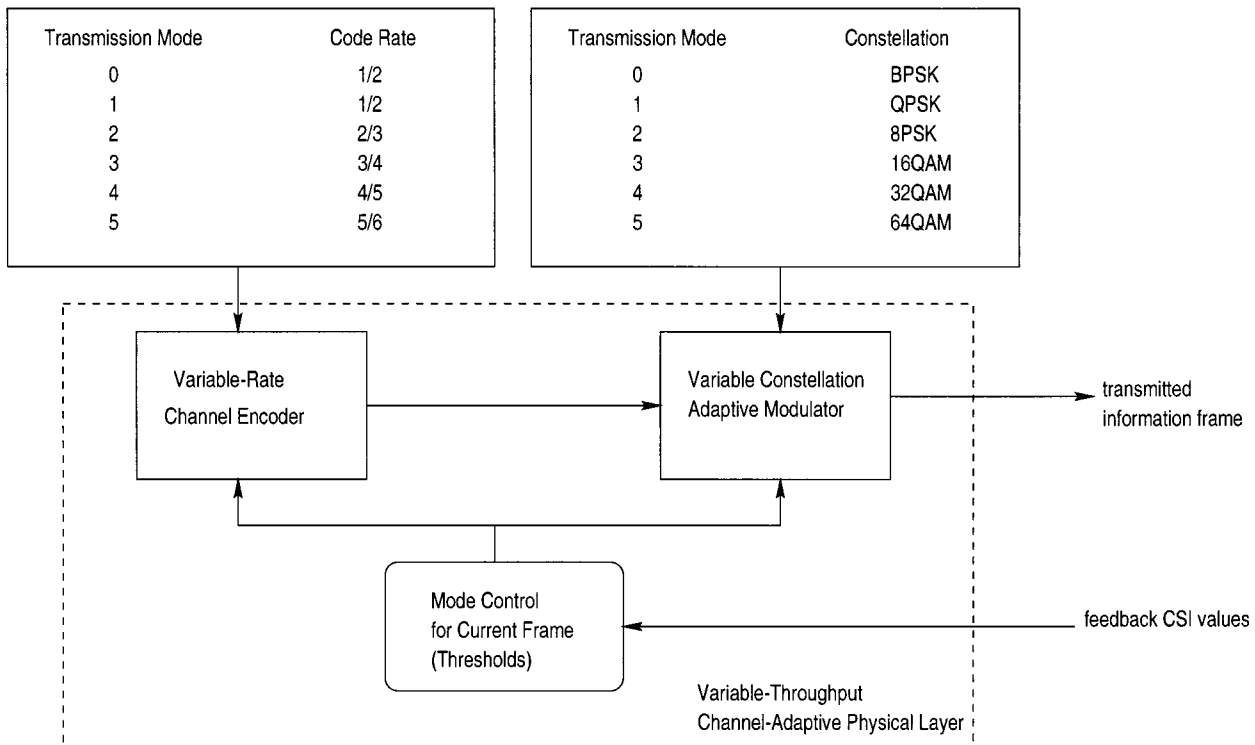 Transmission Mode Code Rate
0 1/2
1 1/2
2 2/3
3 3/4
4 4/5
5 5/6
Transmission Mode Constellation
0 BPSK
1 QPSK
2 8PSK
3 16QAM
4 32QAM
5 64QAM
Variable-Rate
Channel Encoder
Variable Constellation
Adaptive Modulator
transmitted
information frame
Mode Control
for Current Frame
(Thresholds)
feedback CSI values
Variable-Throughput
Channel-Adaptive Physical Layer